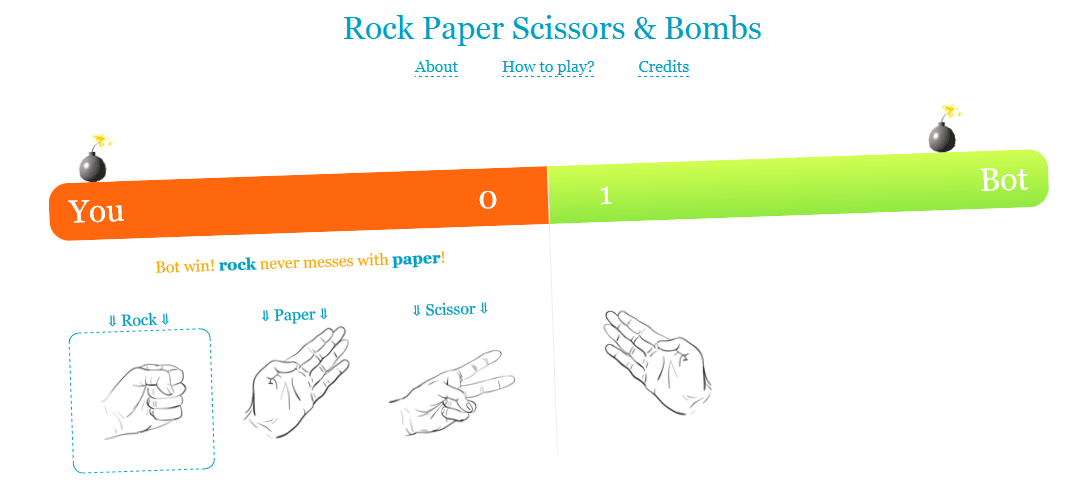 Rock Paper Scissors & Bombs
About How to play? Credits
You 0 1 Bot
Bot win! rock never messes with paper!
⇓ Rock ⇓ ⇓ Paper ⇓ ⇓ Scissor ⇓